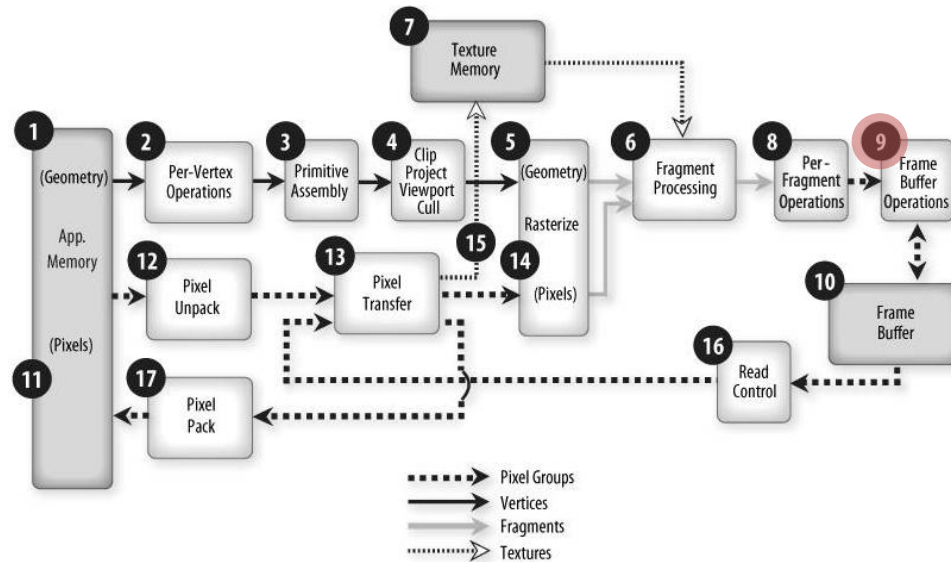 7
Texture
Memory
1
(Geometry)
App.
Memory
(Pixels)
11
2
Per-Vertex
Operations
3
Primitive
Assembly
4
Clip
Project
Viewport
Cull
5
(Geometry)
Rasterize
14
(Pixels)
6
Fragment
Processing
8
Per-
Fragment
Operations
9
Frame
Buffer
Operations
15
12
Pixel
Unpack
13
Pixel
Transfer
10
Frame
Buffer
16
Read
Control
17
Pixel
Pack
Pixel Groups
Vertices
Fragments
Textures